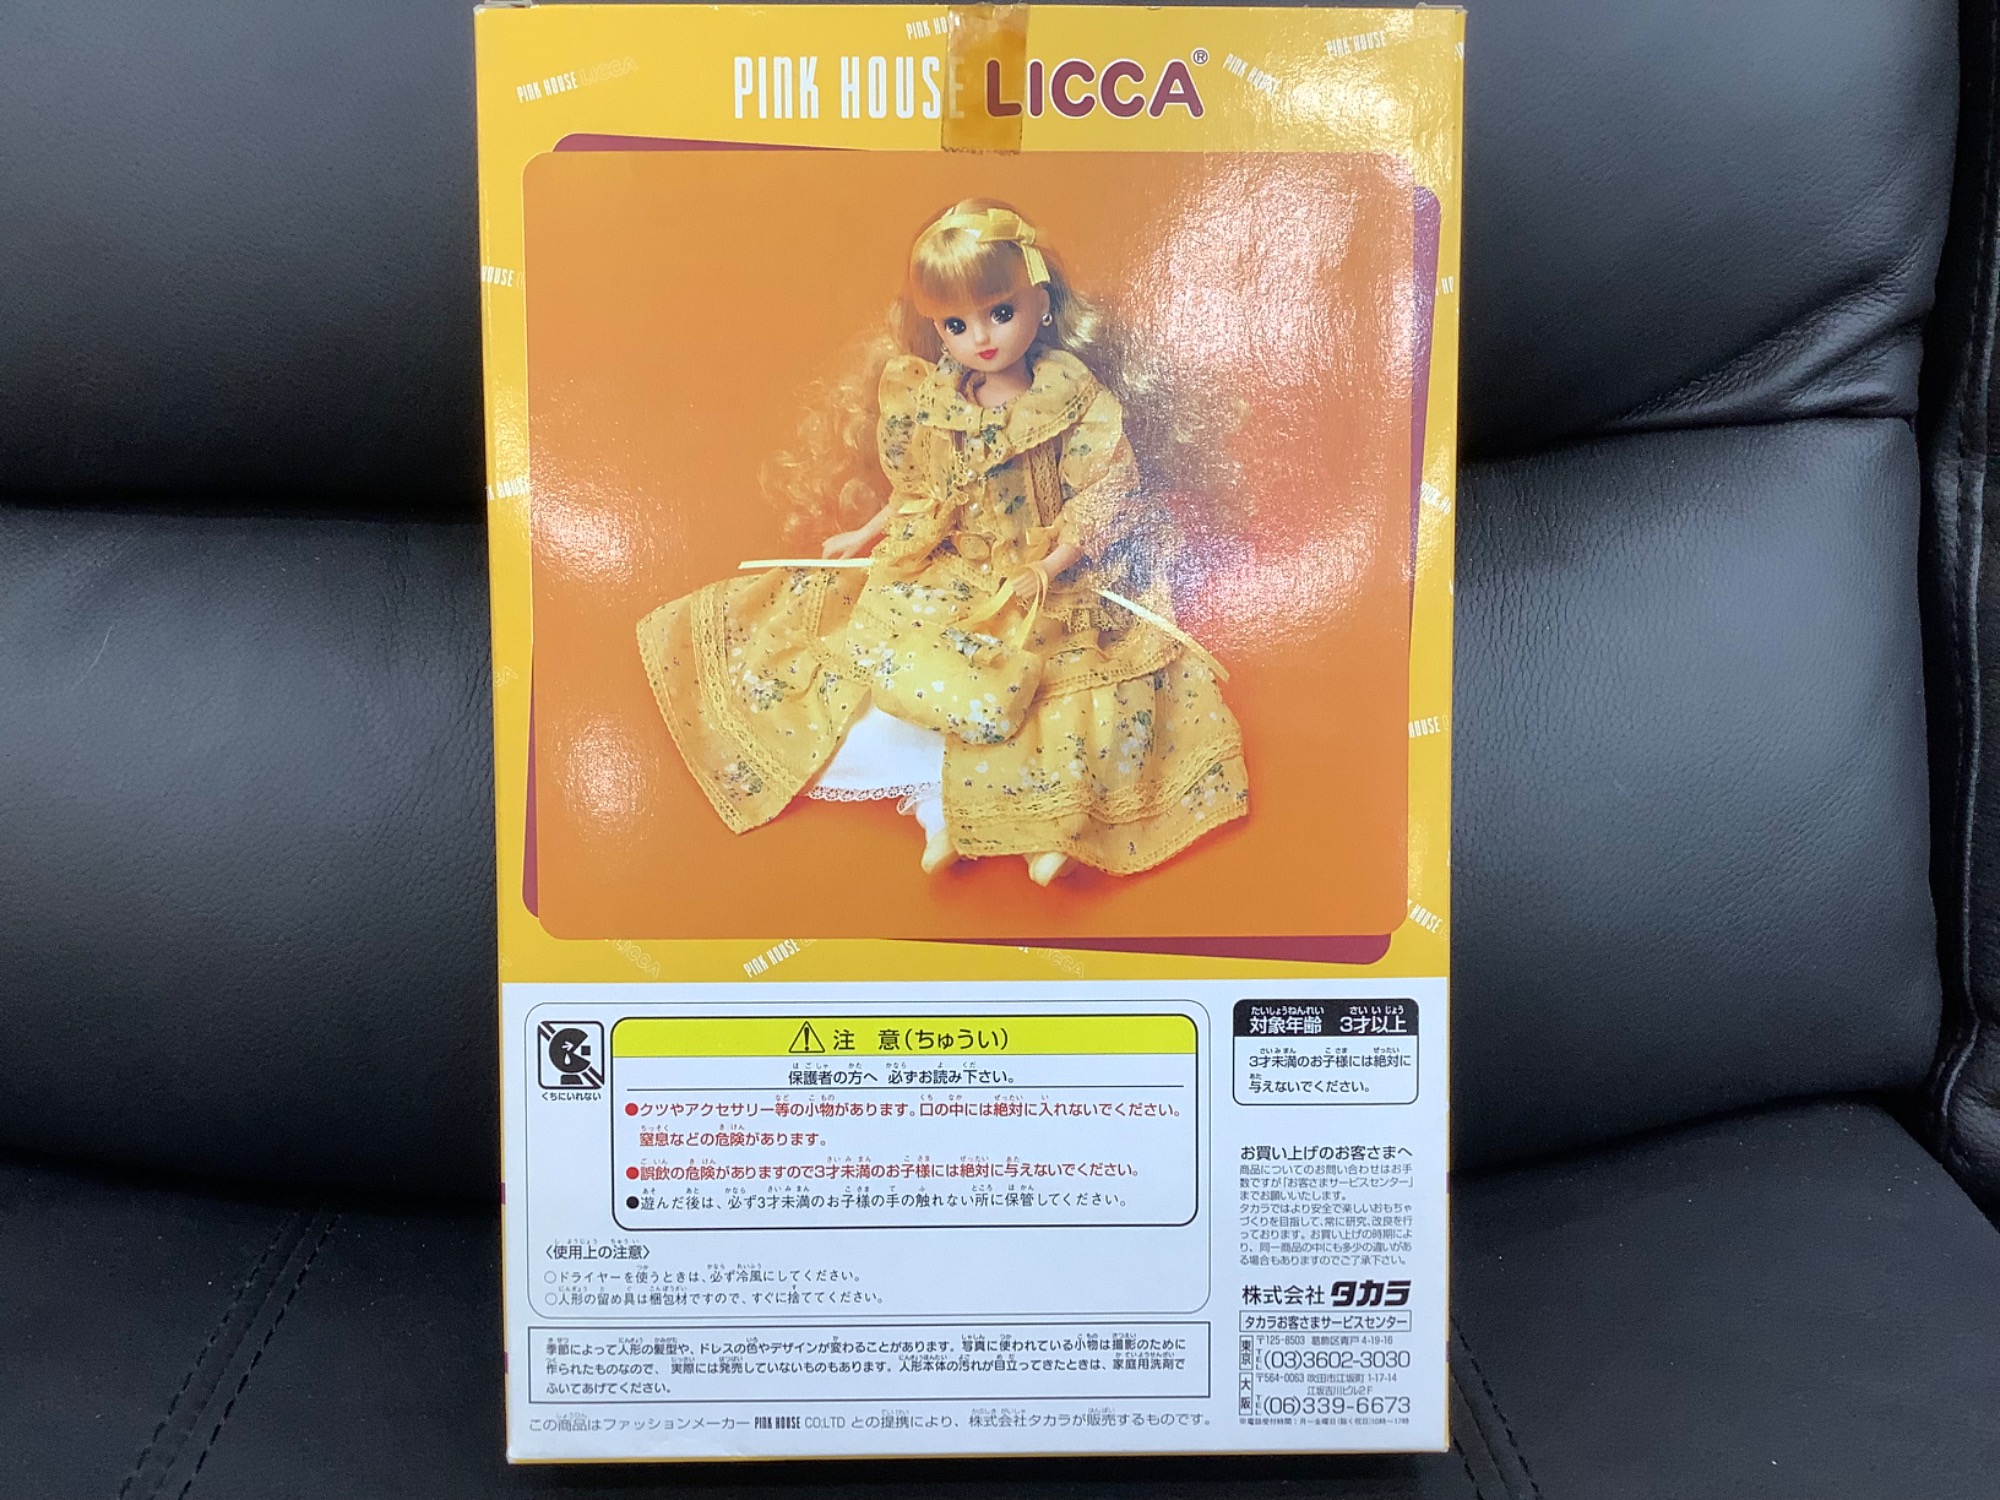 PINK HOUSE LICCA®
PINK HOUSE LICCA
くちにいれない
注 意(ちゅうい)
保護者の方へ 必ずお読み下さい。
●クツやアクセサリー等の小物があります。口の中には絶対に入れないでください。
窒息などの危険があります。
●誤飲の危険がありますので3才未満のお子様には絶対に与えないでください。
●遊んだ後は、必ず3才未満のお子様の手の触れない所に保管してください。
〈使用上の注意〉
○ドライヤーを使うときは、必ず冷風にしてください。
○人形の留め具は梱包材ですので、すぐに捨ててください。
季節によって人形の髪型や、ドレスの色やデザインが変わることがあります。写真に使われている小物は撮影のために
作られたものなので、実際には発売していないものもあります。人形本体の汚れが目立ってきたときは、家庭用洗剤で
ふいてあげてください。
この商品はファッションメーカー PINK HOUSE CO.LTD との提携により、株式会社タカラが販売するものです。
対象年齢 3才以上
3才未満のお子様には絶対に
与えないでください。
お買い上げのお客さまへ
商品についてのお問い合わせはお手
数ですが「お客さまサービスセンター」
までお願いいたします。
タカラではより安全で楽しいおもちゃ
づくりを目指して、常に研究、改良を行
っております。お買い上げの時期によ
り、同一商品の中にも多少の違いがあ
る場合もありますのでご了承下さい。
株式会社 タカラ
タカラお客さまサービスセンター
東京 〒125-8503 葛飾区青戸4-19-16
TEL (03)3602-3030
大阪 〒564-0063 吹田市江坂町1-17-14
江坂吉川ビル2F
TEL (06)339-6673
※電話受付時間:月〜金曜日(除く祝日)10時〜17時